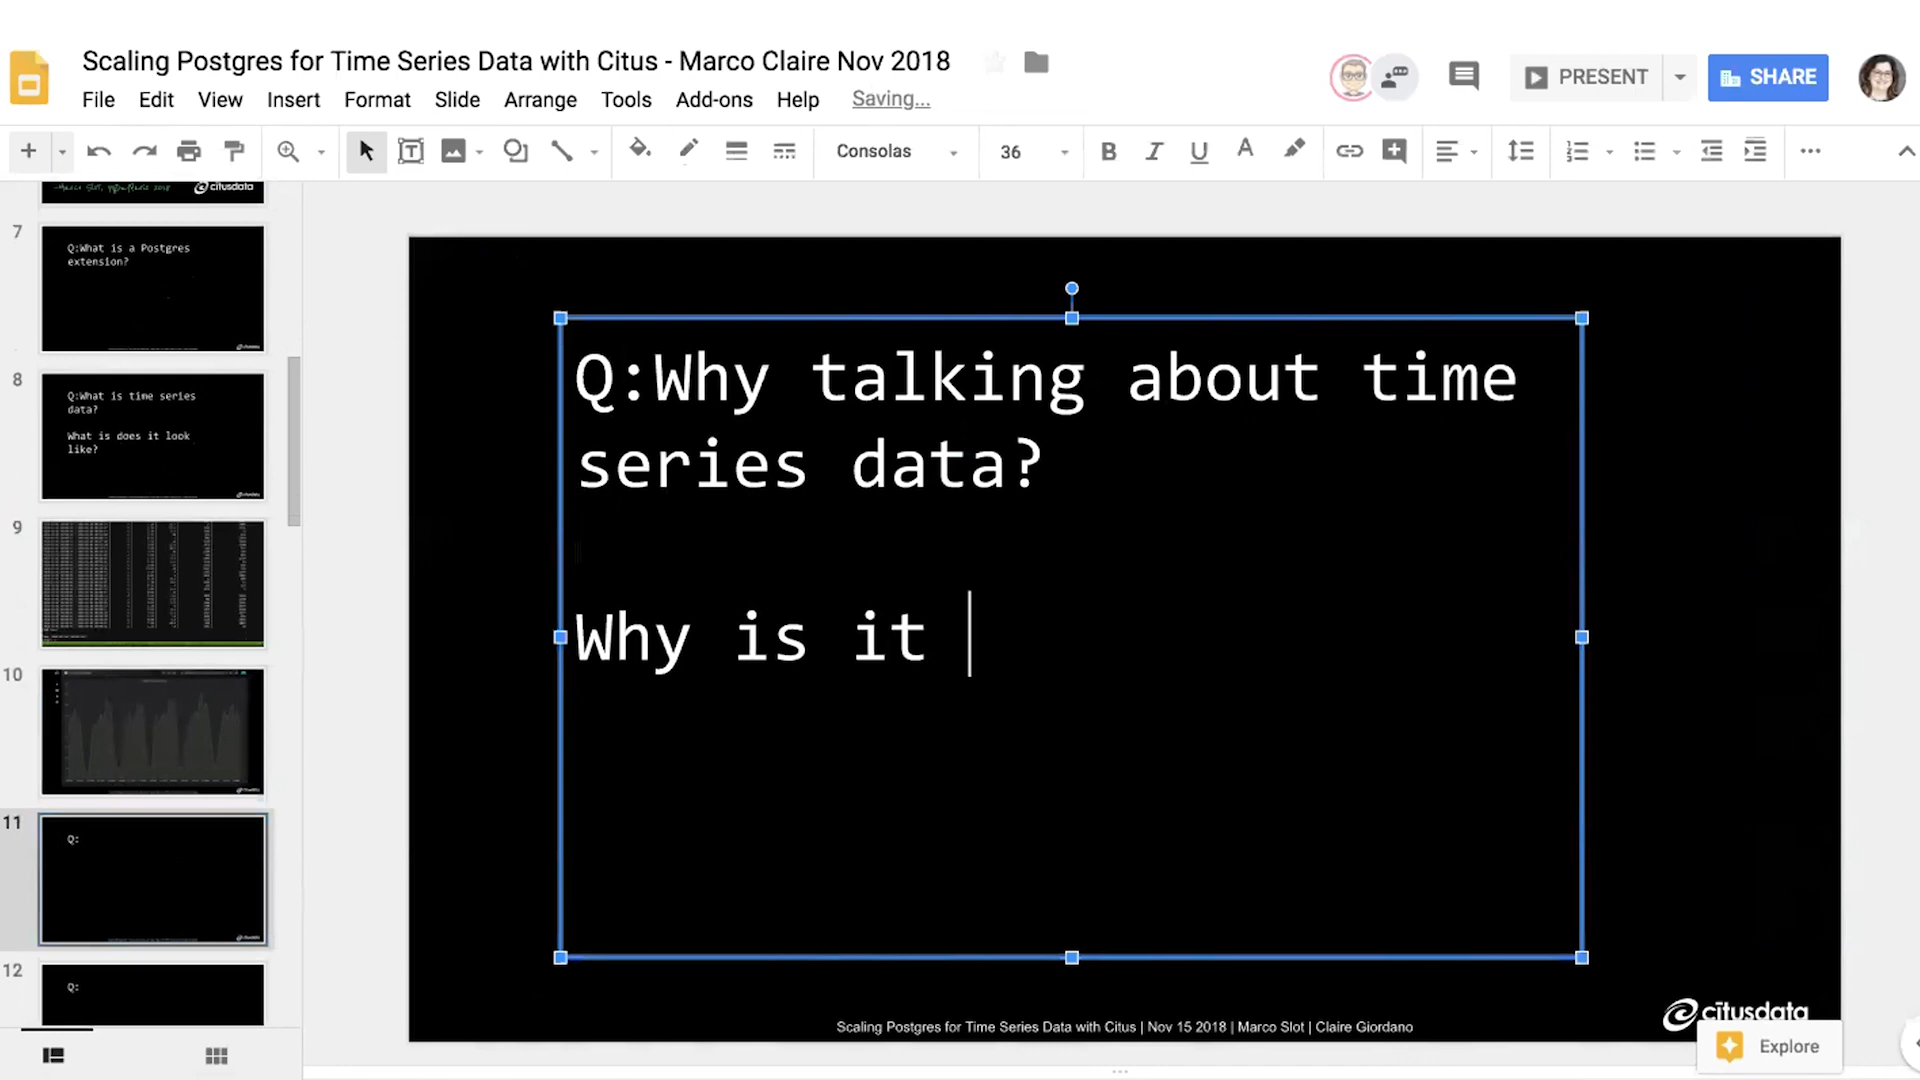 Scaling Postgres for Time Series Data with Citus - Marco Claire Nov 2018
File Edit View Insert Format Slide Arrange Tools Add-ons Help Saving...
PRESENT
SHARE
Consolas
36
citusdata
7
Q:What is a Postgres
extension?
8
Q:What is time series
data?
What is does it look
like?
9
10
11
Q:
12
Q:
Q:Why talking about time
series data?
Why is it
Scaling Postgres for Time Series Data with Citus | Nov 15 2018 | Marco Slot | Claire Giordano
citusdata
Explore